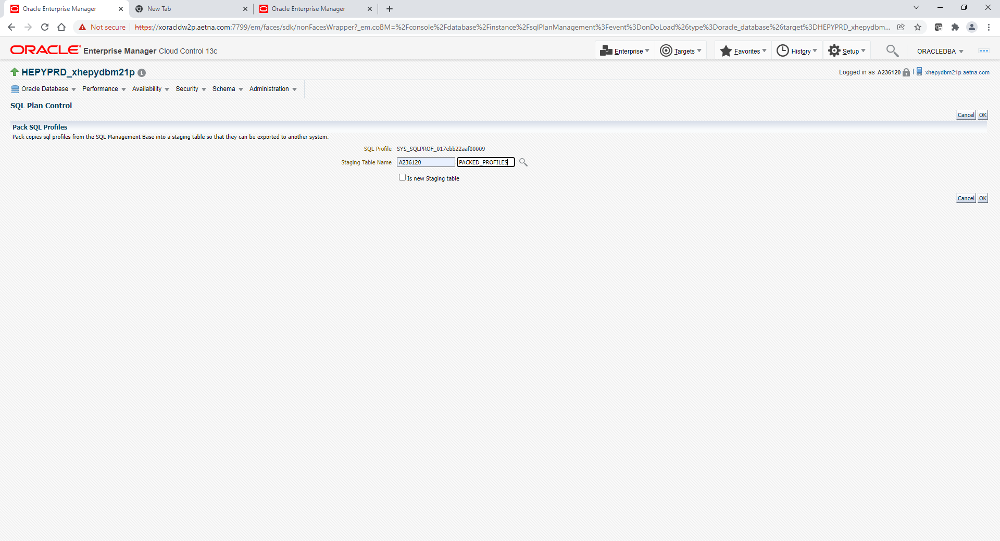 Oracle Enterprise Manager
New Tab
Oracle Enterprise Manager
Not secure
https://xoracldw2p.aetna.com:7799/em/faces/sdk/nonFacesWrapper?_em.coBM=%2Fconsole%2Fdatabase%2Finstance%2FsqlPlanManagement%3Fevent%3DonDoLoad%26type%3Doracle_database%26target%3DHEPYPRD_xhepydbm...
ORACLE Enterprise Manager Cloud Control 13c
Enterprise
Targets
Favorites
History
Setup
ORACLEDBA
HEPYPRD_xhepydbm21p
Logged in as A236120 | xhepydbm21p.aetna.com
Oracle Database Performance Availability Security Schema Administration
SQL Plan Control
Cancel OK
Pack SQL Profiles
Pack copies sql profiles from the SQL Management Base into a staging table so that they can be exported to another system.
SQL Profile SYS_SQLPROF_017ebb22aaf00009
Staging Table Name A236120 . PACKED_PROFILES
Is new Staging table
Cancel OK